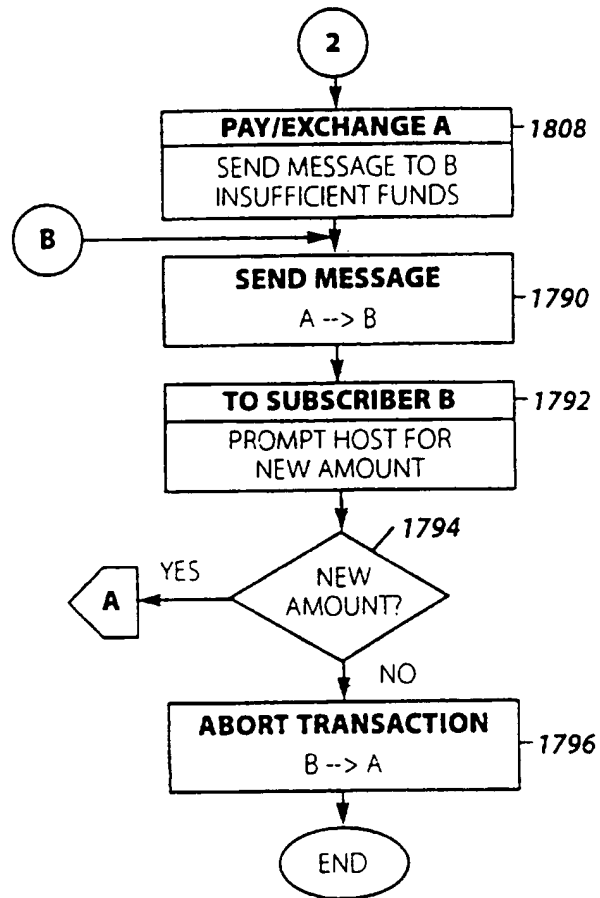 2
PAY/EXCHANGE A
1808
SEND MESSAGE TO B
INSUFFICIENT FUNDS
B
SEND MESSAGE
1790
A --> B
TO SUBSCRIBER B
1792
PROMPT HOST FOR
NEW AMOUNT
1794
YES
A
NEW
AMOUNT?
NO
ABORT TRANSACTION
1796
B --> A
END